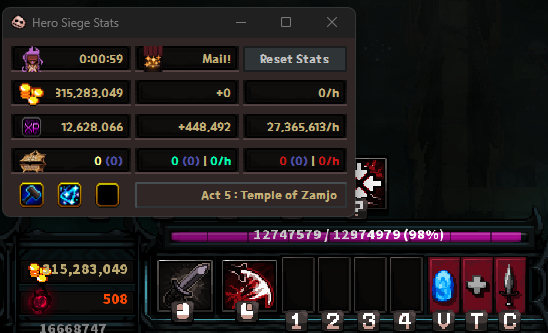 Hero Siege Stats
0:00:59 Mail! Reset Stats
315,283,049 +0 0/h
XP 12,628,066 +448,492 27,365,613/h
0 (0) 0 (0) | 0/h 0 (0) | 0/h
Act 5 : Temple of Zamjo
?
12747579 / 12974979 (98%)
315,283,049
508
1 2 3 4 V T C
16668747